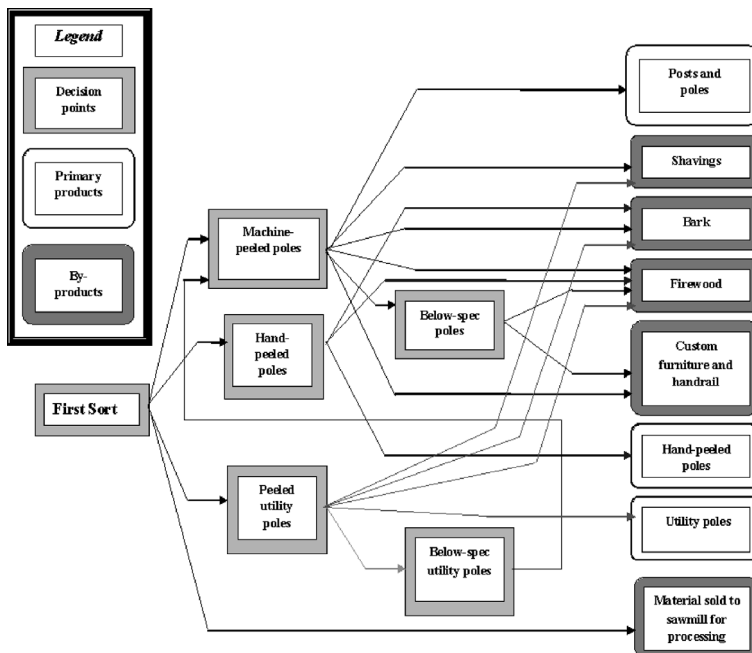 Legend
Decision
points
Primary
products
By-
products
First Sort
Machine-
peeled poles
Hand-
peeled
poles
Peeled
utility
poles
Below-spec
poles
Below-spec
utility poles
Posts and
poles
Shavings
Bark
Firewood
Custom
furniture and
handrail
Hand-peeled
poles
Utility poles
Material sold to
sawmill for
processing